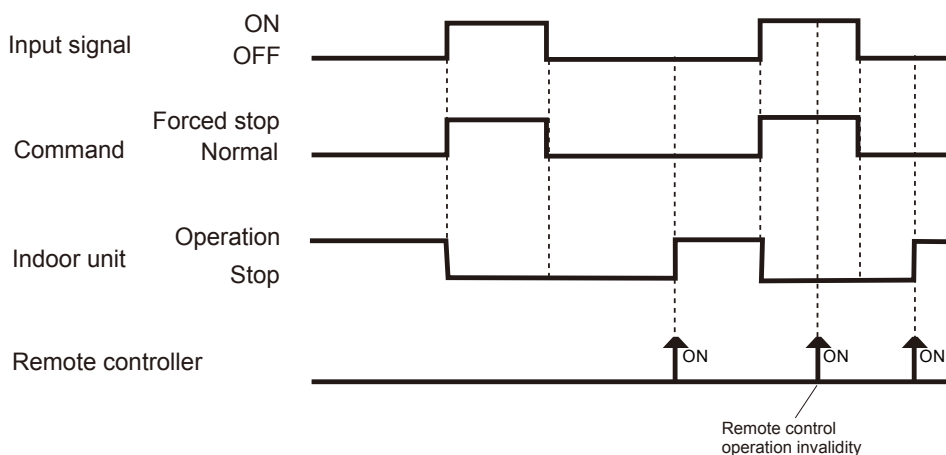 ON
Input signal
OFF
Forced stop
Command
Normal
Operation
Indoor unit
Stop
Remote controller
ON
ON
ON
Remote control
operation invalidity